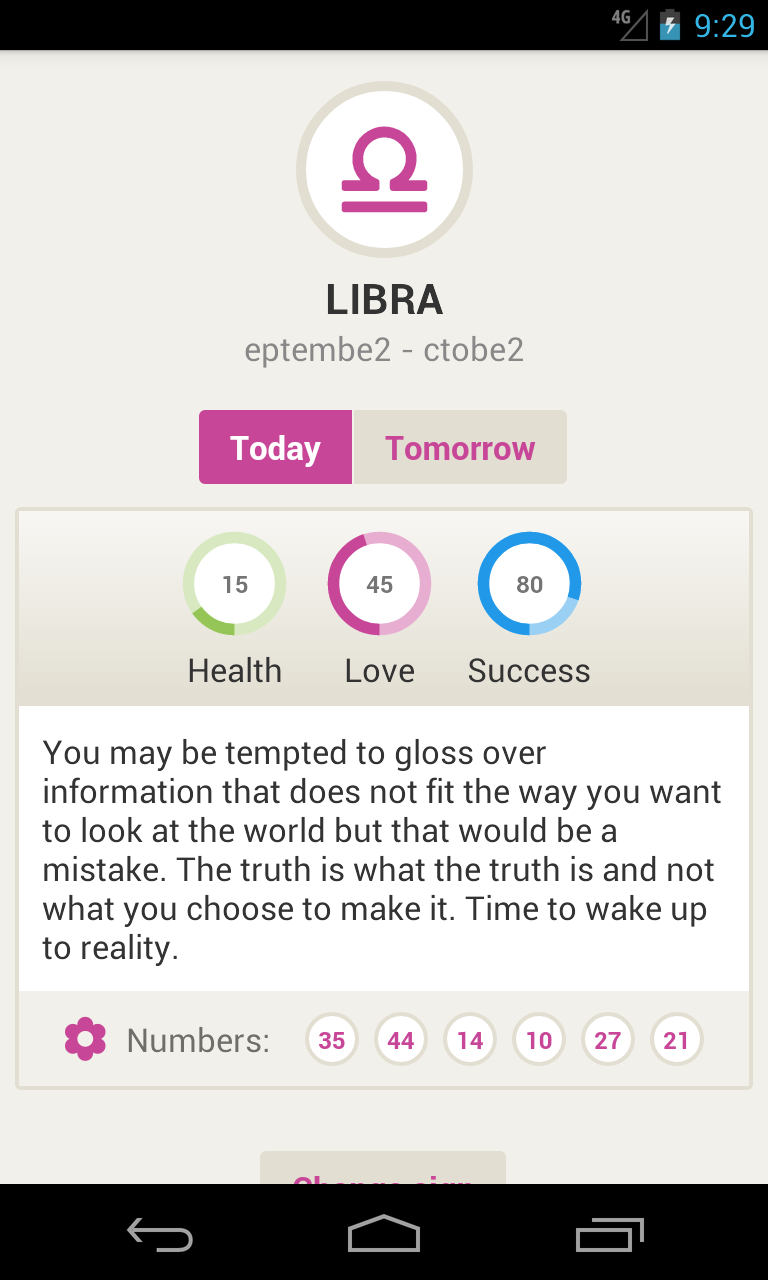 4G 9:29
LIBRA
eptembe2 - ctobe2
Today Tomorrow
15 45 80
Health Love Success
You may be tempted to gloss over
information that does not fit the way you want
to look at the world but that would be a
mistake. The truth is what the truth is and not
what you choose to make it. Time to wake up
to reality.
Numbers: 35 44 14 10 27 21
Change sign